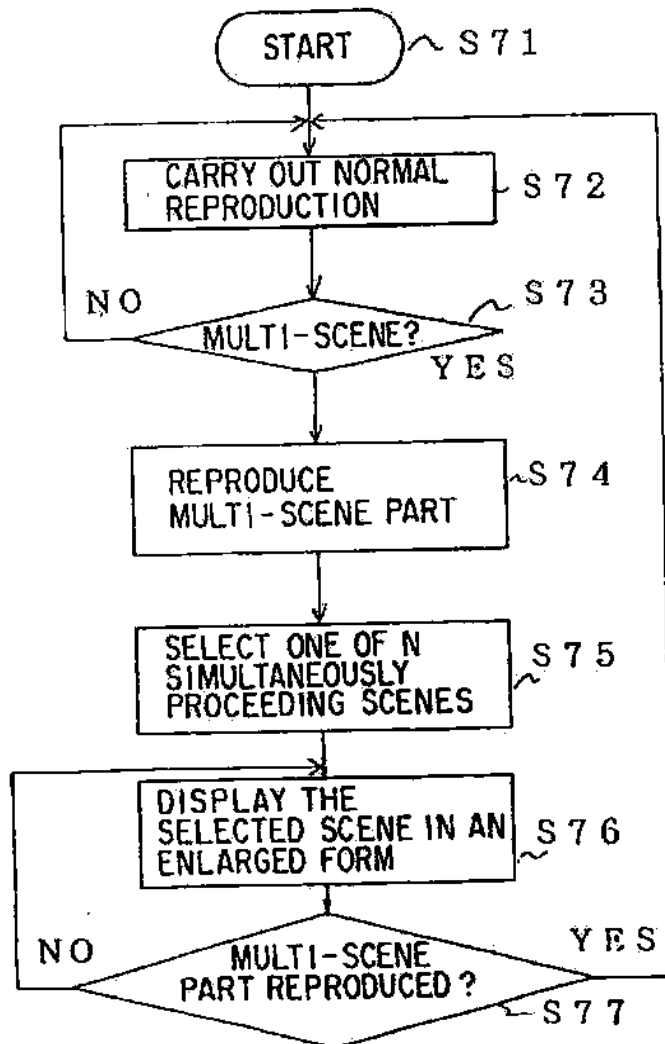 START
S71
CARRY OUT NORMAL
REPRODUCTION
S72
NO
S73
MULTI-SCENE?
YES
REPRODUCE
MULTI-SCENE PART
S74
SELECT ONE OF N
SIMULTANEOUSLY
PROCEEDING SCENES
S75
DISPLAY THE
SELECTED SCENE IN AN
ENLARGED FORM
S76
NO
MULTI-SCENE
PART REPRODUCED?
YES
S77